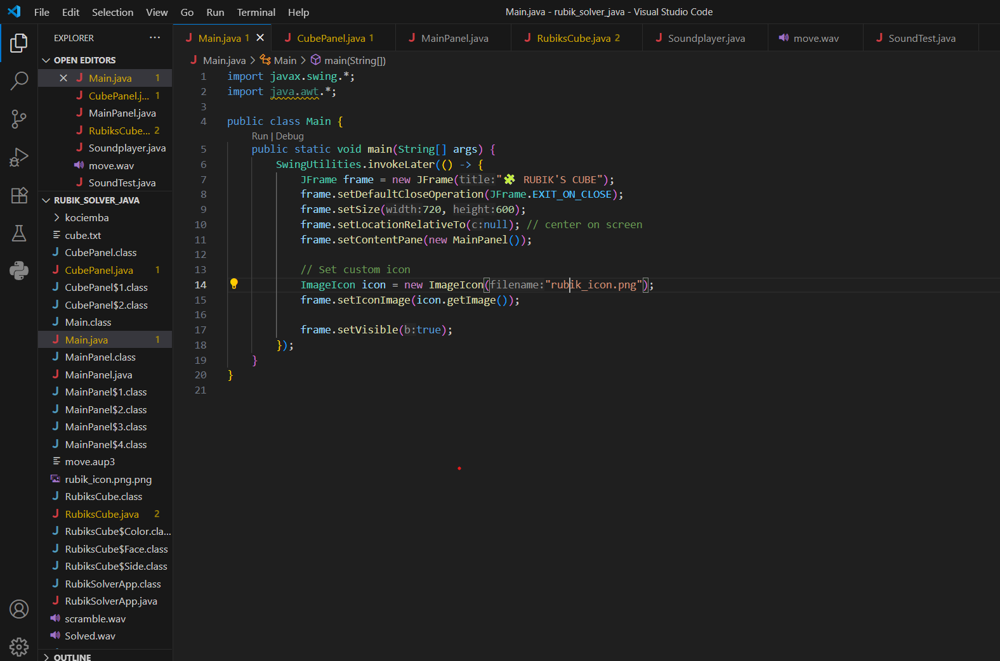 File Edit Selection View Go Run Terminal Help
Main.java - rubik_solver_java - Visual Studio Code
EXPLORER ···
OPEN EDITORS
Main.java 1
CubePanel.j... 1
MainPanel.java
RubiksCube... 2
Soundplayer.java
move.wav
SoundTest.java
RUBIK_SOLVER_JAVA
kociemba
cube.txt
CubePanel.class
CubePanel.java 1
CubePanel$1.class
CubePanel$2.class
Main.class
Main.java 1
MainPanel.class
MainPanel.java
MainPanel$1.class
MainPanel$2.class
MainPanel$3.class
MainPanel$4.class
move.aup3
rubik_icon.png.png
RubiksCube.class
RubiksCube.java 2
RubiksCube$Color.cla...
RubiksCube$Face.class
RubiksCube$Side.class
RubikSolverApp.class
RubikSolverApp.java
scramble.wav
Solved.wav
OUTLINE
Main.java 1 CubePanel.java 1 MainPanel.java RubiksCube.java 2 Soundplayer.java move.wav SoundTest.java
Main.java > Main > main(String[])
1 import javax.swing.*;
2 import java.awt.*;
3
4 public class Main {
Run | Debug
5 public static void main(String[] args) {
6 SwingUtilities.invokeLater(() -> {
7 JFrame frame = new JFrame(title:"🧩 RUBIK'S CUBE");
8 frame.setDefaultCloseOperation(JFrame.EXIT_ON_CLOSE);
9 frame.setSize(width:720, height:600);
10 frame.setLocationRelativeTo(c:null); // center on screen
11 frame.setContentPane(new MainPanel());
12
13 // Set custom icon
14 ImageIcon icon = new ImageIcon(filename:"rubik_icon.png");
15 frame.setIconImage(icon.getImage());
16
17 frame.setVisible(b:true);
18 });
19 }
20 }
21